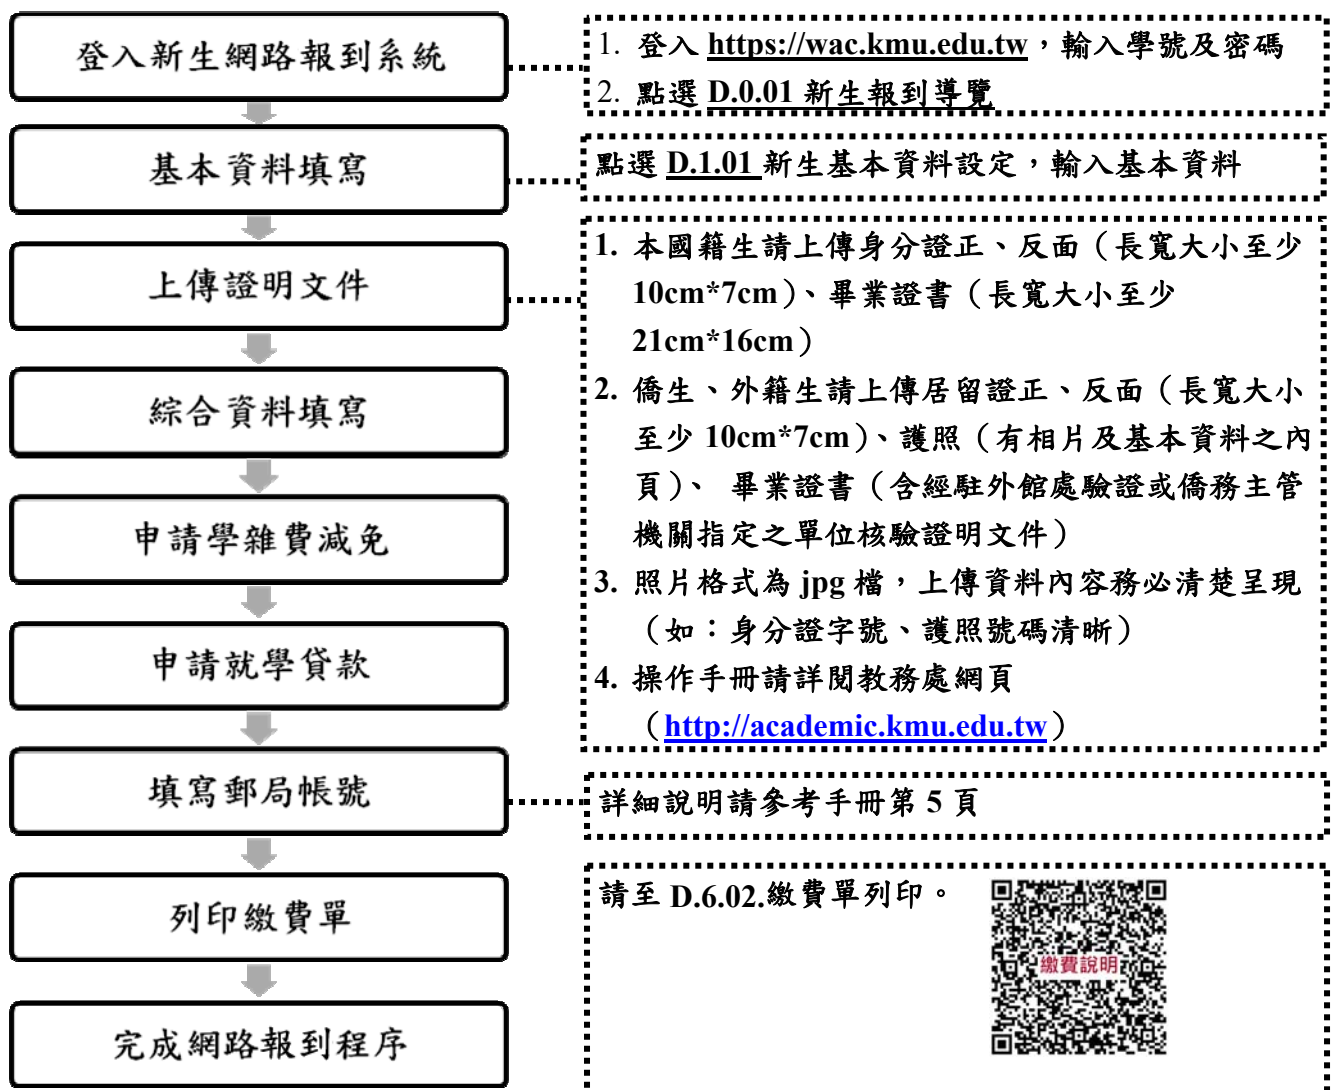 登入新生網路報到系統
1. 登入 https://wac.kmu.edu.tw，輸入學號及密碼
2. 點選 D.0.01 新生報到導覽
基本資料填寫
點選 D.1.01 新生基本資料設定，輸入基本資料
上傳證明文件
1. 本國籍生請上傳身分證正、反面（長寬大小至少
10cm*7cm）、畢業證書（長寬大小至少
21cm*16cm）
2. 僑生、外籍生請上傳居留證正、反面（長寬大小
至少 10cm*7cm）、護照（有相片及基本資料之內
頁）、 畢業證書（含經駐外館處驗證或僑務主管
機關指定之單位核驗證明文件）
3. 照片格式為 jpg 檔，上傳資料內容務必清楚呈現
（如：身分證字號、護照號碼清晰）
4. 操作手冊請詳閱教務處網頁
（http://academic.kmu.edu.tw）
綜合資料填寫
申請學雜費減免
申請就學貸款
填寫郵局帳號
詳細說明請參考手冊第 5 頁
列印繳費單
請至 D.6.02.繳費單列印。
繳費說明
完成網路報到程序